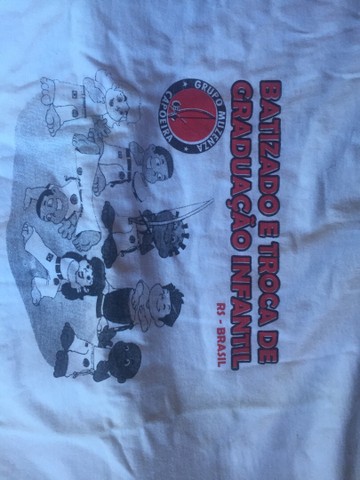 BATIZADO E TROCA DE
GRADUAÇÃO INFANTIL
RS - BRASIL
GRUPO MUZENZA
CAPOEIRA